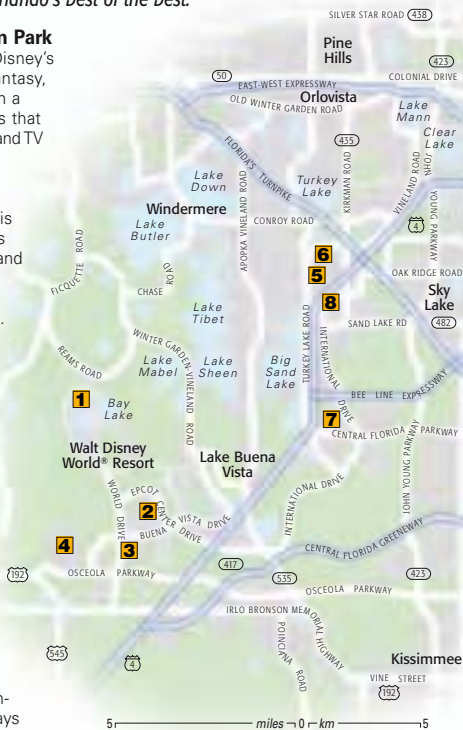 nando's Best of the Best.
n Park
Disney's
ntasy,
n a
s that
and TV
is
s
and
.
n-
ays
SILVER STAR ROAD 438
Pine
Hills
423
50
EAST-WEST EXPRESSWAY
COLONIAL DRIVE
OLD WINTER GARDEN ROAD
Orlovista
Lake
Mann
Clear
Lake
FLORIDA'S TURNPIKE
435
KIRKMAN ROAD
VINELAND ROAD
JOHN
YOUNG PARKWAY
Lake
Down
Turkey
Lake
Windermere
APOPKA VINELAND ROAD
CONROY ROAD
4
Lake
Butler
6
5
OAK RIDGE ROAD
FICQUETTE ROAD
CHASE
ROAD
8
Sky
Lake
Lake
Tibet
TURKEY LAKE ROAD
SAND LAKE RD
482
INTERNATIONAL DRIVE
WINTER GARDEN-VINELAND ROAD
REAMS ROAD
Lake
Mabel
Lake
Sheen
Big
Sand
Lake
1
Bay
Lake
BEE LINE EXPRESSWAY
7
CENTRAL FLORIDA PARKWAY
Walt Disney
World® Resort
Lake Buena
Vista
JOHN YOUNG PARKWAY
INTERNATIONAL DRIVE
WORLD DRIVE
EPCOT CENTER DRIVE
2
BUENA VISTA DRIVE
4
3
CENTRAL FLORIDA GREENEWAY
417
192
OSCEOLA PARKWAY
535
423
OSCEOLA PARKWAY
IRLO BRONSON MEMORIAL HIGHWAY
POINCIANA ROAD
545
4
Kissimmee
VINE STREET
192
5 miles 0 km 5